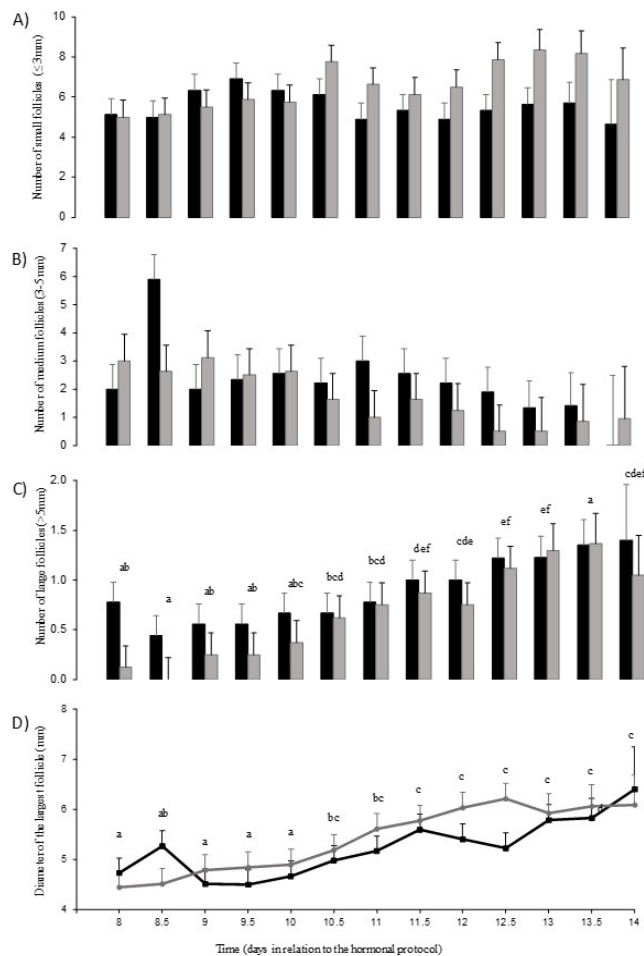 A)
Number of small follicles (≤3mm)
10
8
6
4
2
0
B)
Number of medium follicles (3-5 mm)
7
6
5
4
3
2
1
0
C)
Number of large follicles (>5mm)
2.0
1.5
1.0
0.5
0.0
ab a ab ab abc bcd bcd def cde ef ef a cdef
D)
Diameter of the largest follicle (mm)
8
7
6
5
4
a ab a a a bc bc c c c c c c
8 8.5 9 9.5 10 10.5 11 11.5 12 12.5 13 13.5 14
Time (days in relation to the hormonal protocol)